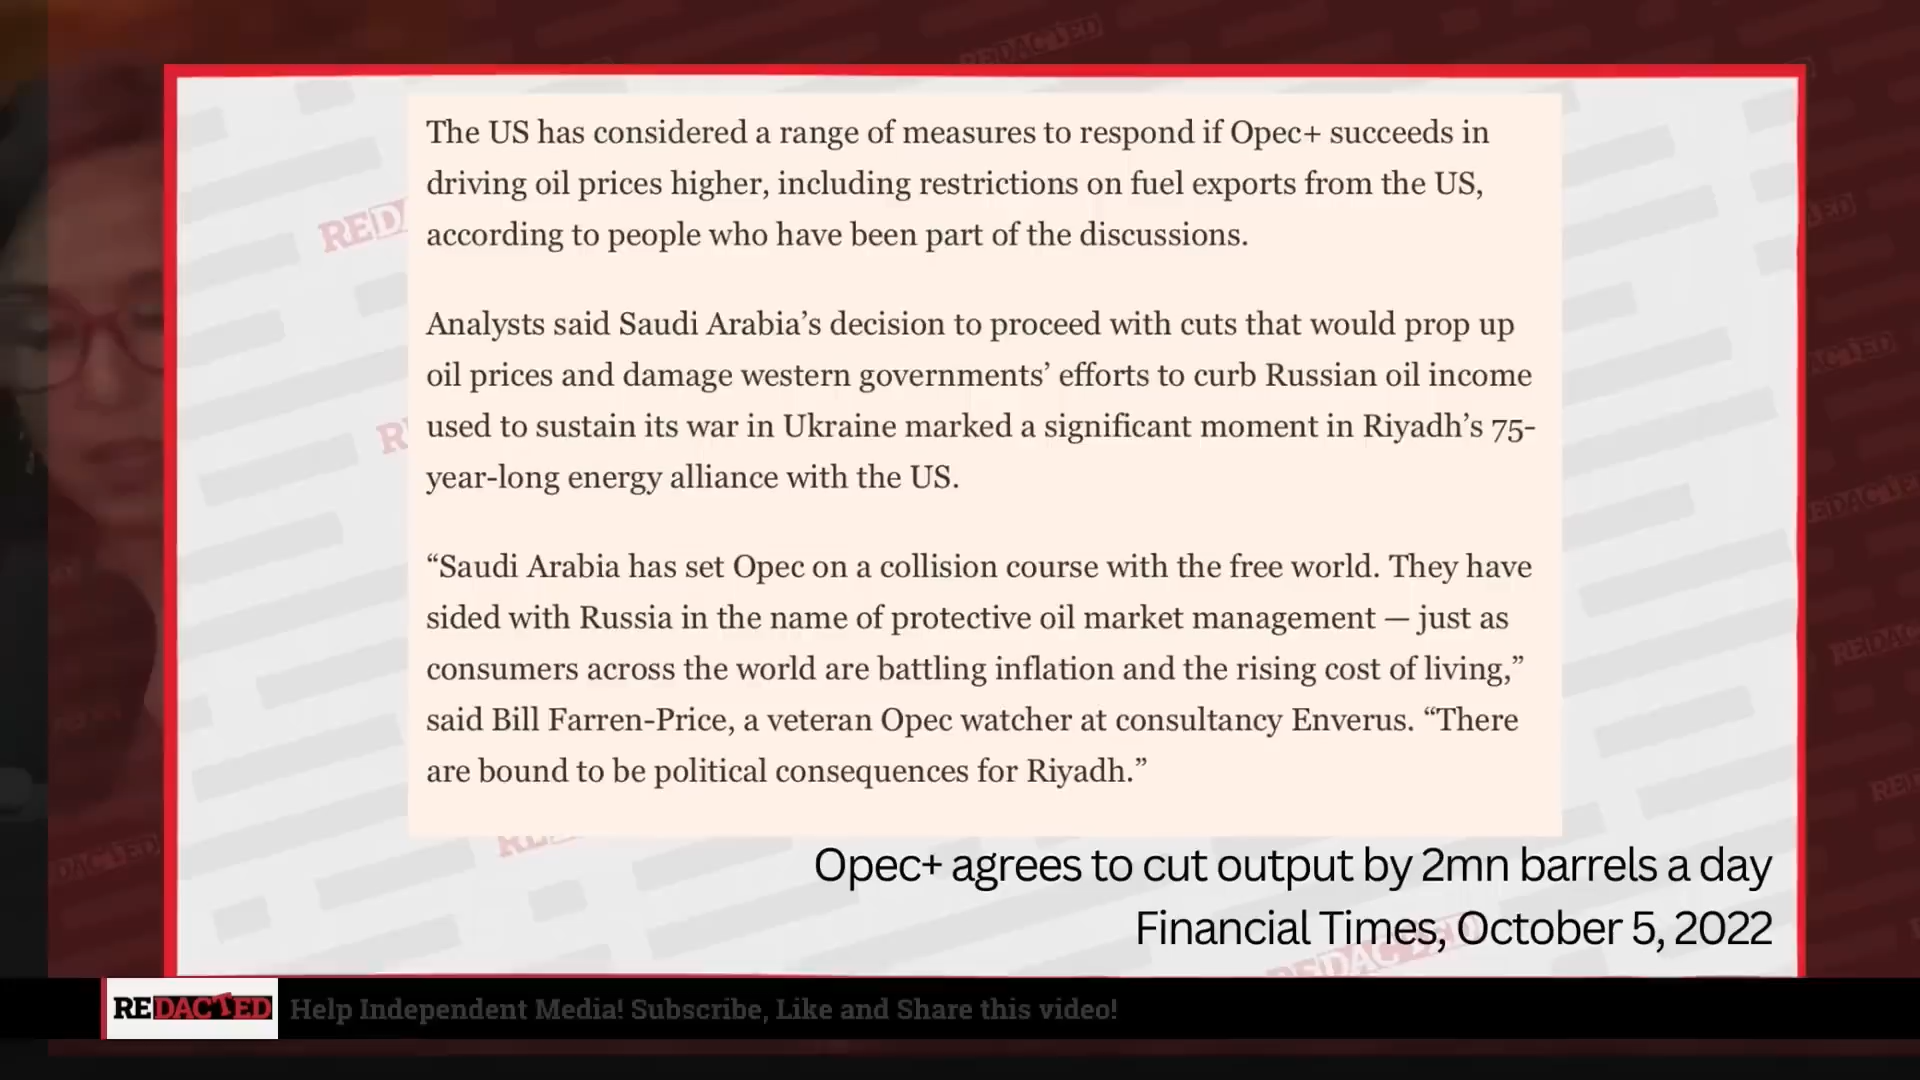 The US has considered a range of measures to respond if Opec+ succeeds in
driving oil prices higher, including restrictions on fuel exports from the US,
according to people who have been part of the discussions.
Analysts said Saudi Arabia’s decision to proceed with cuts that would prop up
oil prices and damage western governments’ efforts to curb Russian oil income
used to sustain its war in Ukraine marked a significant moment in Riyadh’s 75-
year-long energy alliance with the US.
“Saudi Arabia has set Opec on a collision course with the free world. They have
sided with Russia in the name of protective oil market management — just as
consumers across the world are battling inflation and the rising cost of living,”
said Bill Farren-Price, a veteran Opec watcher at consultancy Enverus. “There
are bound to be political consequences for Riyadh.”
Opec+ agrees to cut output by 2mn barrels a day
Financial Times, October 5, 2022
REDACTED Help Independent Media! Subscribe, Like and Share this video!